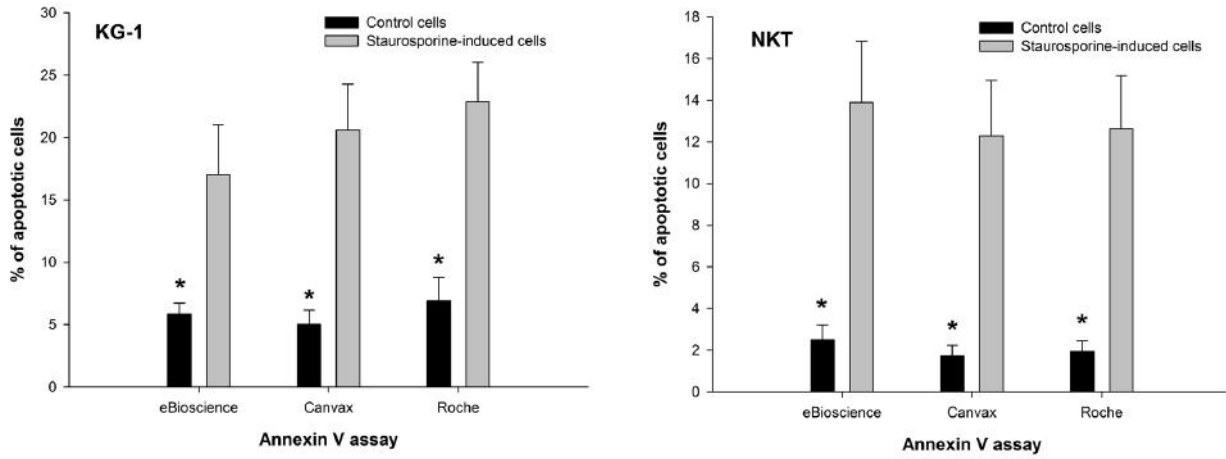 KG-1
Control cells
Staurosporine-induced cells
% of apoptotic cells
30
25
20
15
10
5
0
*
*
*
eBioscience
Canvax
Roche
Annexin V assay
NKT
Control cells
Staurosporine-induced cells
% of apoptotic cells
18
16
14
12
10
8
6
4
2
0
*
*
*
eBioscience
Canvax
Roche
Annexin V assay